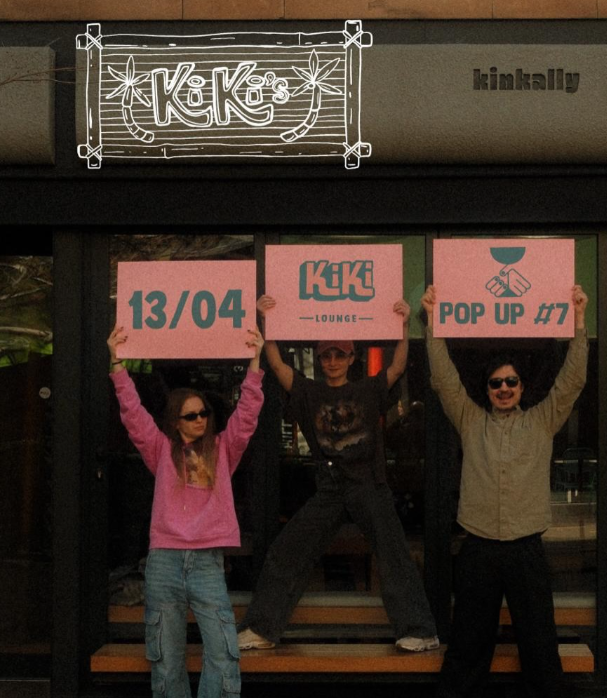 KiKi's
kinkally
13/04
KiKi
LOUNGE
POP UP #7